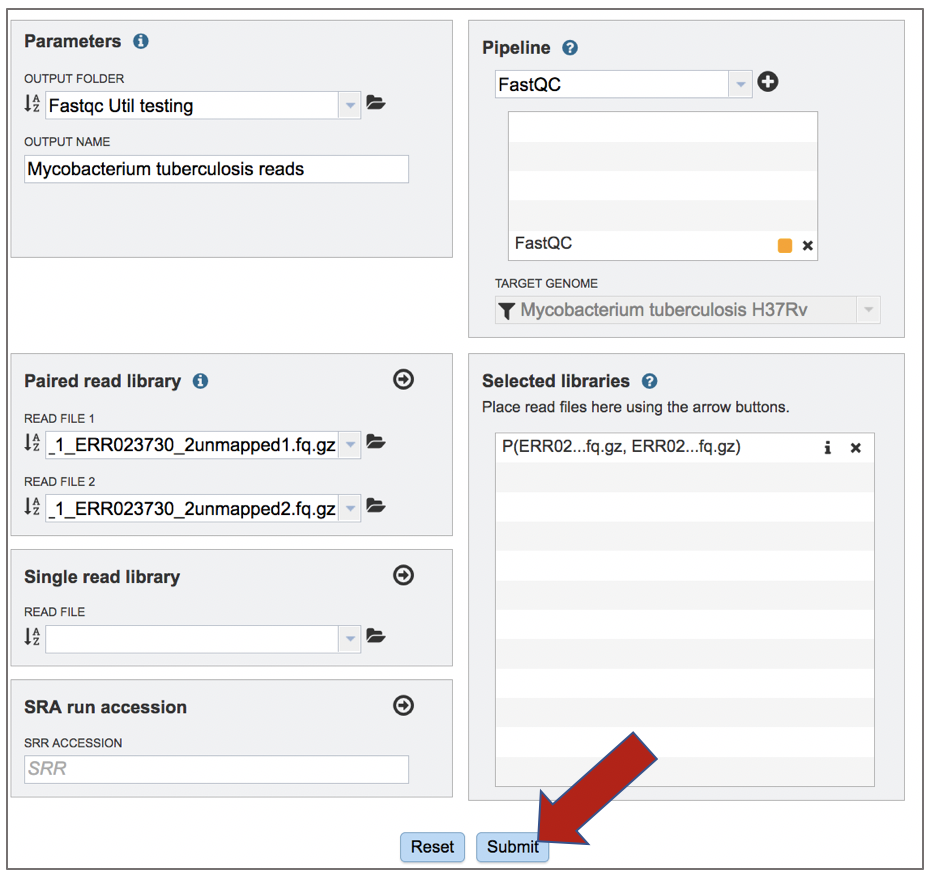 Parameters
OUTPUT FOLDER
Fastqc Util testing
OUTPUT NAME
Mycobacterium tuberculosis reads
Pipeline
FastQC
FastQC
TARGET GENOME
Mycobacterium tuberculosis H37Rv
Paired read library
READ FILE 1
_1_ERR023730_2unmapped1.fq.gz
READ FILE 2
_1_ERR023730_2unmapped2.fq.gz
Single read library
READ FILE
SRA run accession
SRR ACCESSION
SRR
Selected libraries
Place read files here using the arrow buttons.
P(ERR02...fq.gz, ERR02...fq.gz)
Reset
Submit